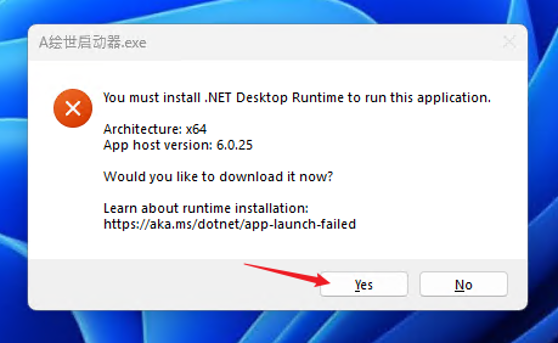 A绘世启动器.exe
You must install .NET Desktop Runtime to run this application.
Architecture: x64
App host version: 6.0.25
Would you like to download it now?
Learn about runtime installation:
https://aka.ms/dotnet/app-launch-failed
Yes
No